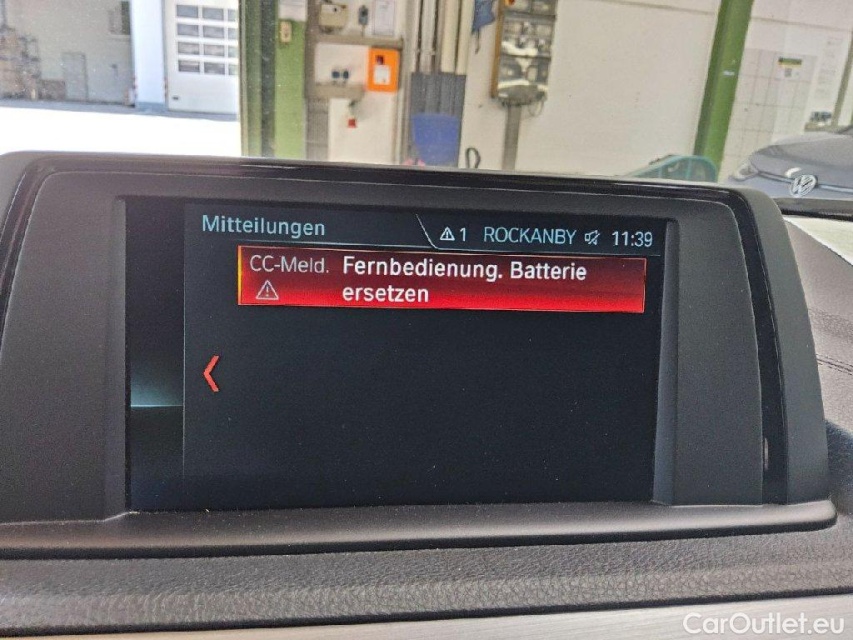 Mitteilungen
1 ROCKANBY 11:39
CC-Meld. Fernbedienung. Batterie
ersetzen
CarOutlet.eu